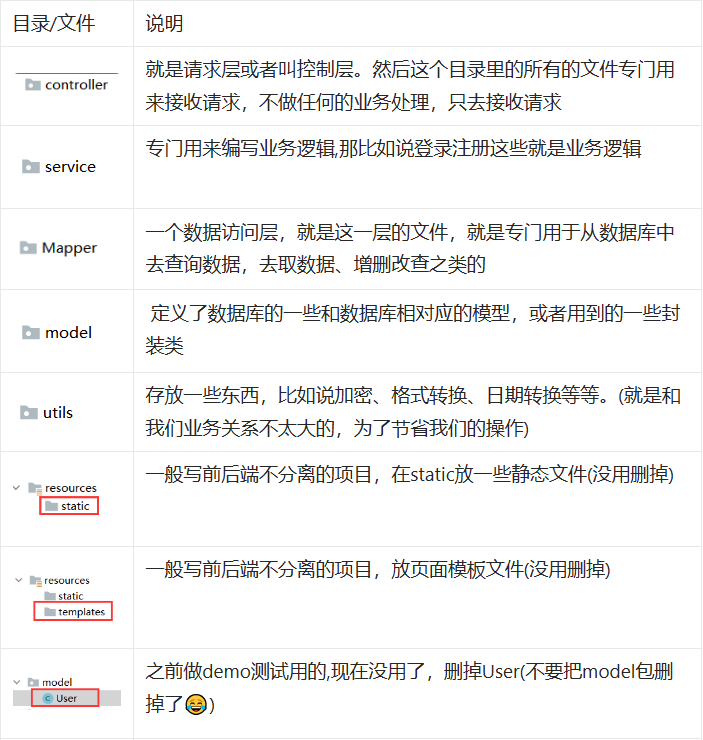 目录/文件
说明
controller
就是请求层或者叫控制层。然后这个目录里的所有的文件专门用
来接收请求，不做任何的业务处理，只去接收请求
service
专门用来编写业务逻辑,那比如说登录注册这些就是业务逻辑
Mapper
一个数据访问层，就是这一层的文件，就是专门用于从数据库中
去查询数据，去取数据、增删改查之类的
model
定义了数据库的一些和数据库相对应的模型，或者用到的一些封
装类
utils
存放一些东西，比如说加密、格式转换、日期转换等等。(就是和
我们业务关系不太大的，为了节省我们的操作)
resources
static
一般写前后端不分离的项目，在static放一些静态文件(没用删掉)
resources
static
templates
一般写前后端不分离的项目，放页面模板文件(没用删掉)
model
C User
之前做demo测试用的,现在没用了，删掉User(不要把model包删
掉了😂)